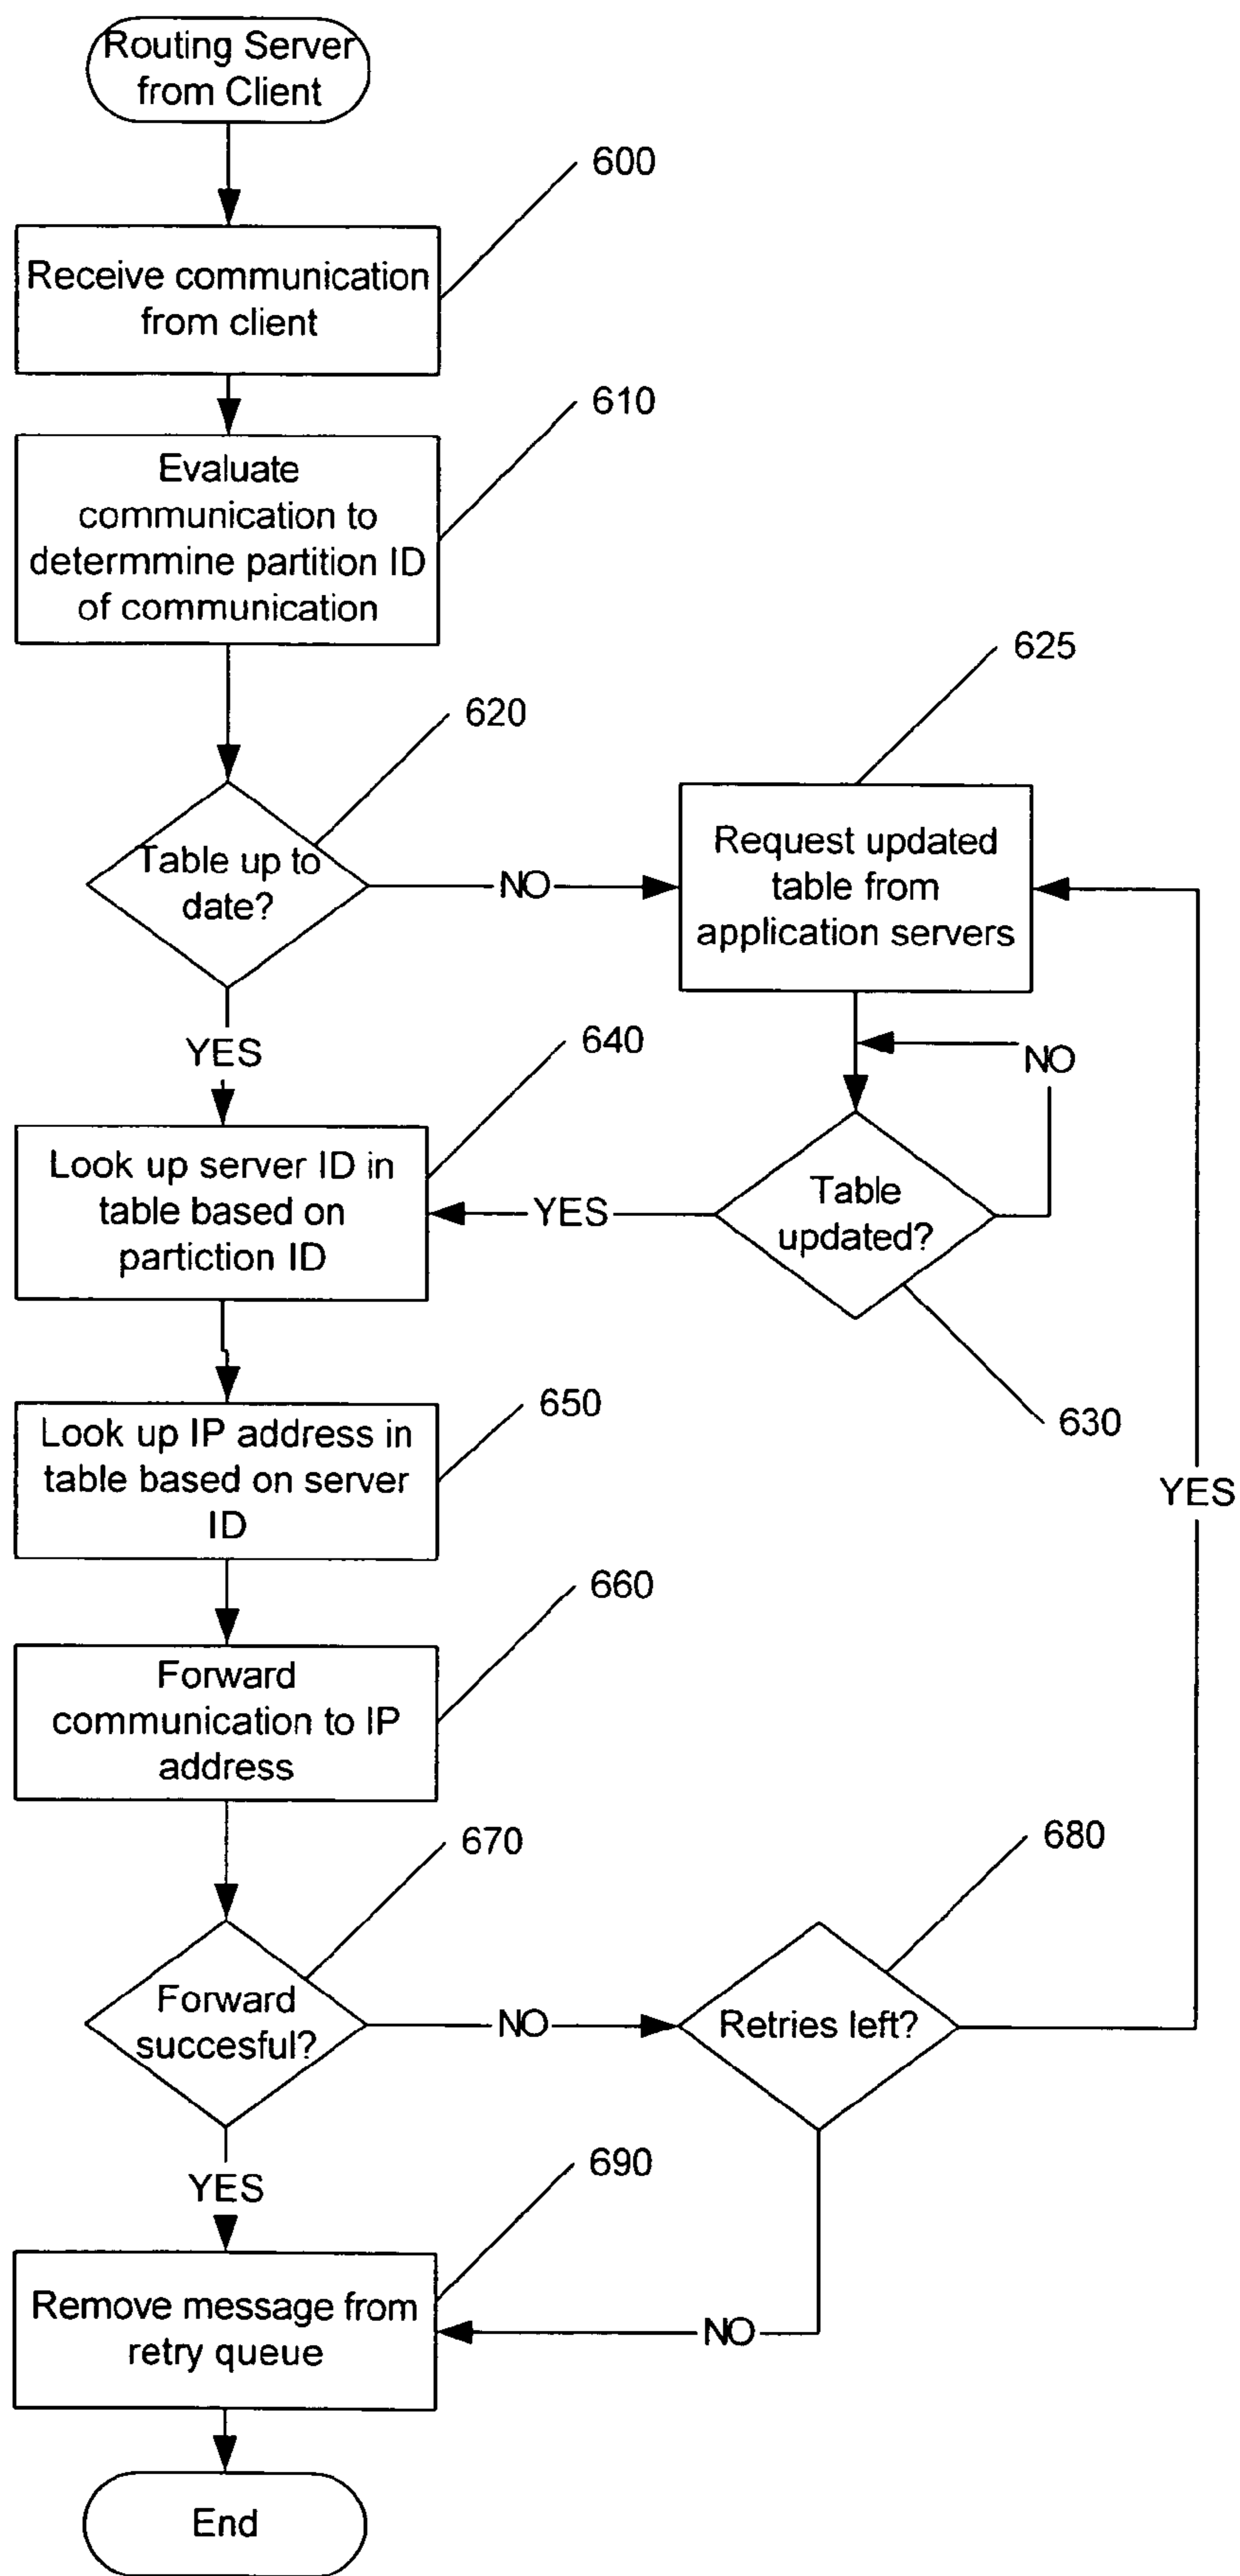 Routing Server
from Client
600
Receive communication
from client
610
Evaluate
communication to
determmine partition ID
of communication
620
625
Table up to
date?
NO
Request updated
table from
application servers
YES
640
NO
Look up server ID in
table based on
partiction ID
YES
Table
updated?
630
650
Look up IP address in
table based on server
ID
YES
660
Forward
communication to IP
address
670
680
Forward
succesful?
NO
Retries left?
YES
690
Remove message from
retry queue
NO
End